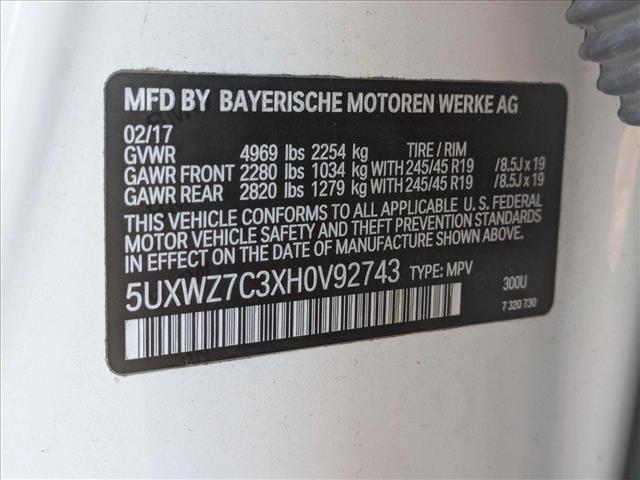 MFD BY BAYERISCHE MOTOREN WERKE AG
02/17
GVWR 4969 lbs 2254 kg TIRE / RIM
GAWR FRONT 2280 lbs 1034 kg WITH 245/45 R19 /8.5J x 19
GAWR REAR 2820 lbs 1279 kg WITH 245/45 R19 /8.5J x 19
THIS VEHICLE CONFORMS TO ALL APPLICABLE U. S. FEDERAL
MOTOR VEHICLE SAFETY AND THEFT PREVENTION STANDARDS
IN EFFECT ON THE DATE OF MANUFACTURE SHOWN ABOVE.
5UXWZ7C3XH0V92743 TYPE: MPV 300U
7 320 730